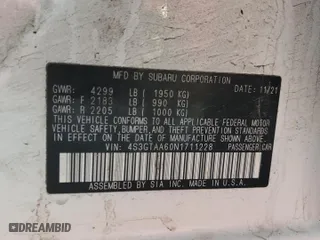 MFD BY SUBARU CORPORATION DATE: 11/21
GWR: 4299 LB ( 1950 KG)
GAWR: F 2183 LB ( 990 KG)
GAWR: R 2205 LB ( 1000 KG)
THIS VEHICLE CONFORMS TO ALL APPLICABLE FEDERAL MOTOR VEHICLE SAFETY, BUMPER, AND THEFT PREVENTION STANDARDS IN EFFECT ON THE DATE OF MANUFACTURE SHOWN ABOVE.
VIN: 4S3GTAA60N1711228 PASSENGER CAR
ASSEMBLED BY SIA INC. MADE IN U.S.A.
DREAMBID